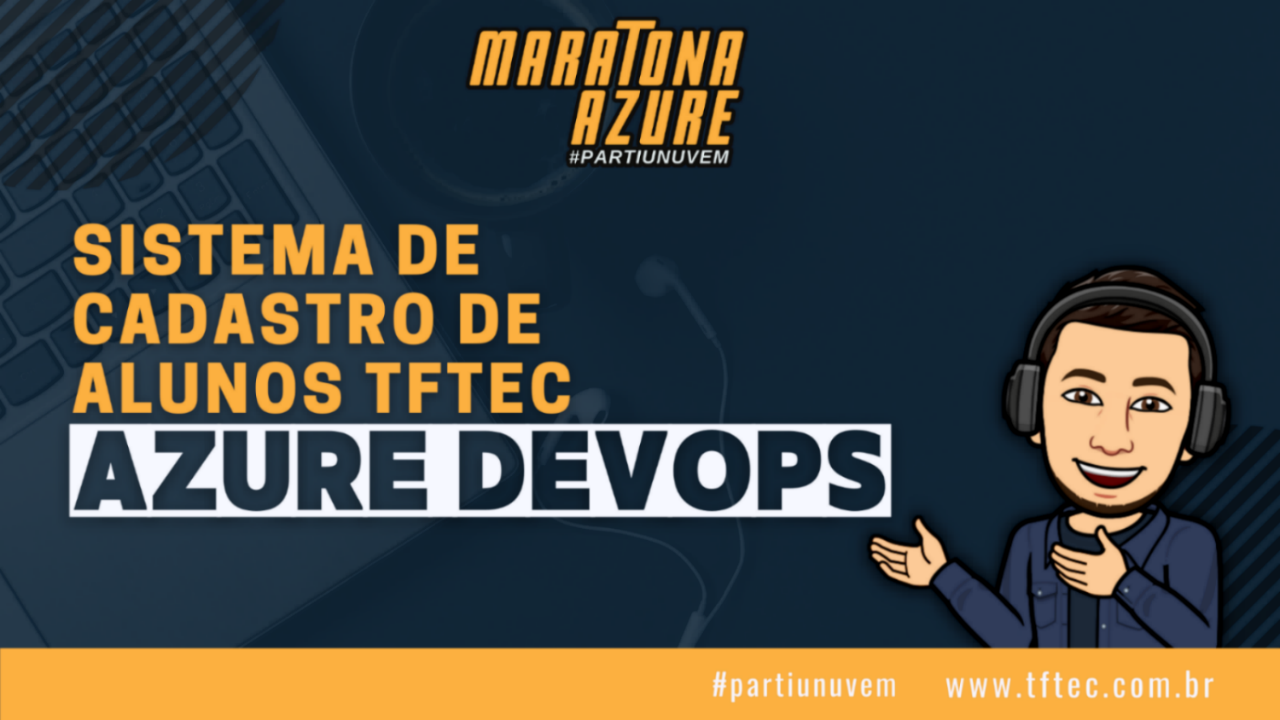 MARATONA
AZURE
#PARTIUNUVEM
SISTEMA DE
CADASTRO DE
ALUNOS TFTEC
AZURE DEVOPS
#partiunuvem www.tftec.com.br